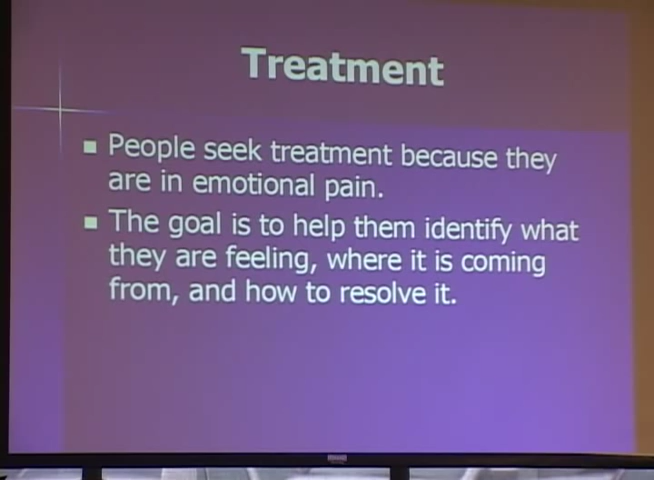 Treatment
■ People seek treatment because they
are in emotional pain.
■ The goal is to help them identify what
they are feeling, where it is coming
from, and how to resolve it.